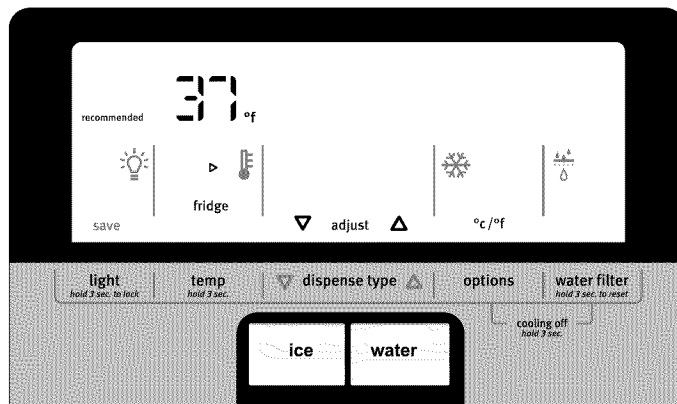 37 °f
recommended
fridge
save
adjust
°c/°f
light
hold 3 sec. to lock
temp
hold 3 sec.
dispense type
options
water filter
hold 3 sec. to reset
cooling off
hold 3 sec.
ice
water